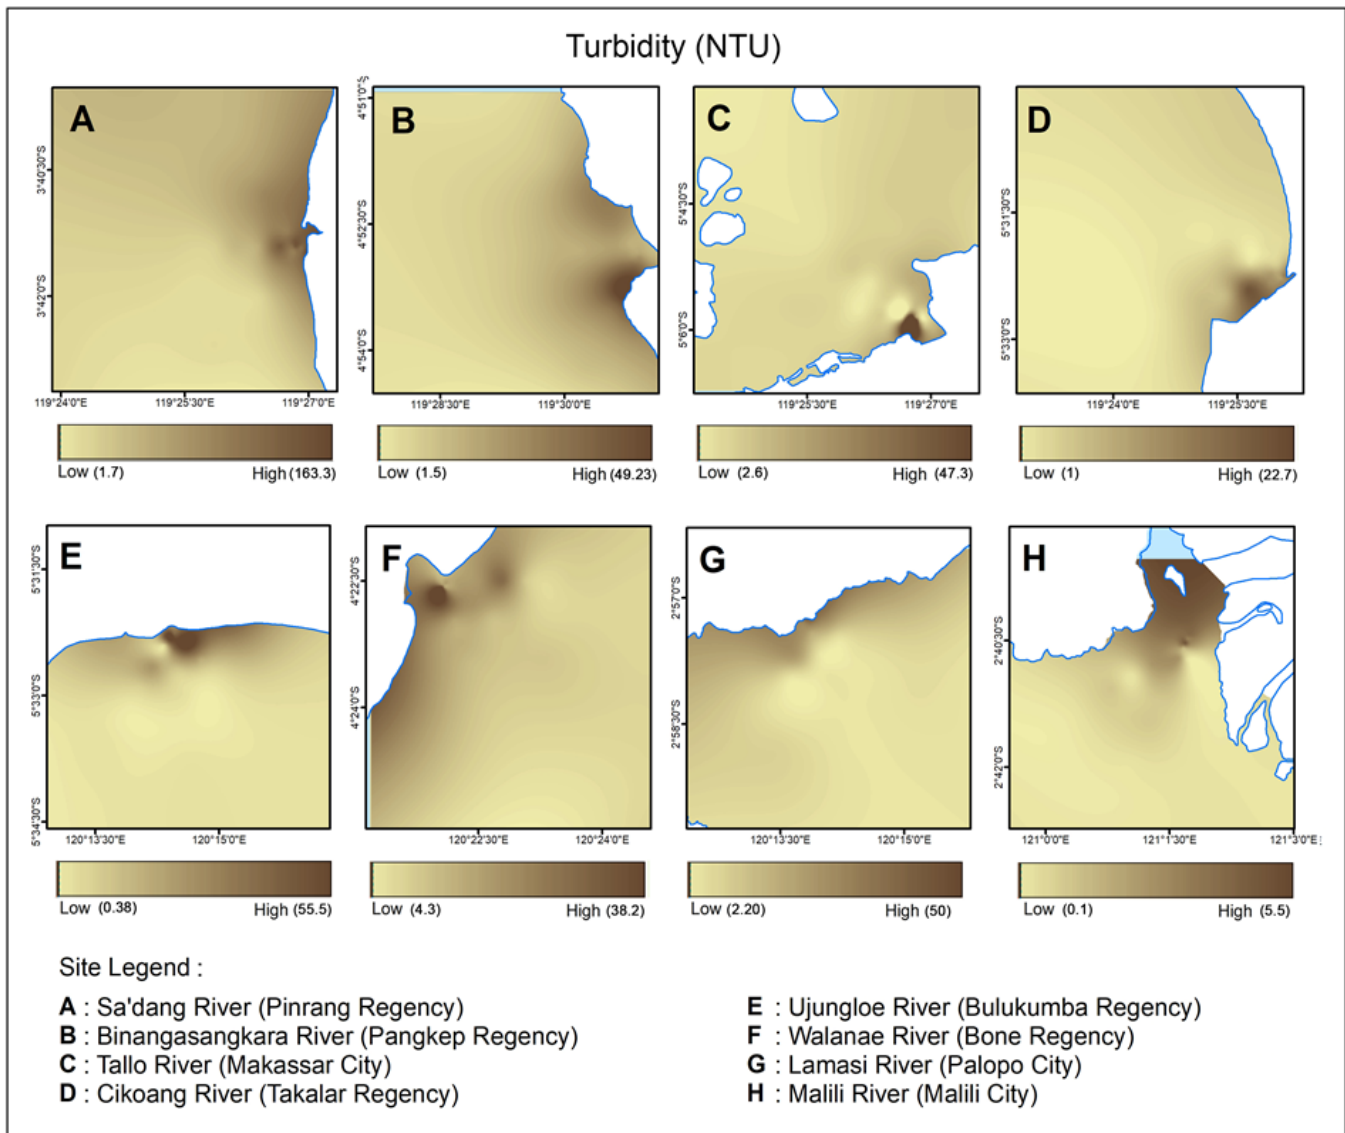 Turbidity (NTU)
A
3°40'30"S
3°42'0"S
119°24'0"E 119°25'30"E 119°27'0"E
Low (1.7) High (163.3)
B
4°51'0"S
4°52'30"S
4°54'0"S
119°28'30"E 119°30'0"E
Low (1.5) High (49.23)
C
5°4'30"S
5°6'0"S
119°25'30"E 119°27'0"E
Low (2.6) High (47.3)
D
5°31'30"S
5°33'0"S
119°24'0"E 119°25'30"E
Low (1) High (22.7)
E
5°31'30"S
5°33'0"S
5°34'30"S
120°13'30"E 120°15'0"E
Low (0.38) High (55.5)
F
4°22'30"S
4°24'0"S
120°22'30"E 120°24'0"E
Low (4.3) High (38.2)
G
2°57'0"S
2°58'30"S
120°13'30"E 120°15'0"E
Low (2.20) High (50)
H
2°40'30"S
2°42'0"S
121°0'0"E 121°1'30"E 121°3'0"E
Low (0.1) High (5.5)
Site Legend :
A : Sa'dang River (Pinrang Regency)
B : Binangasangkara River (Pangkep Regency)
C : Tallo River (Makassar City)
D : Cikoang River (Takalar Regency)
E : Ujungloe River (Bulukumba Regency)
F : Walanae River (Bone Regency)
G : Lamasi River (Palopo City)
H : Malili River (Malili City)